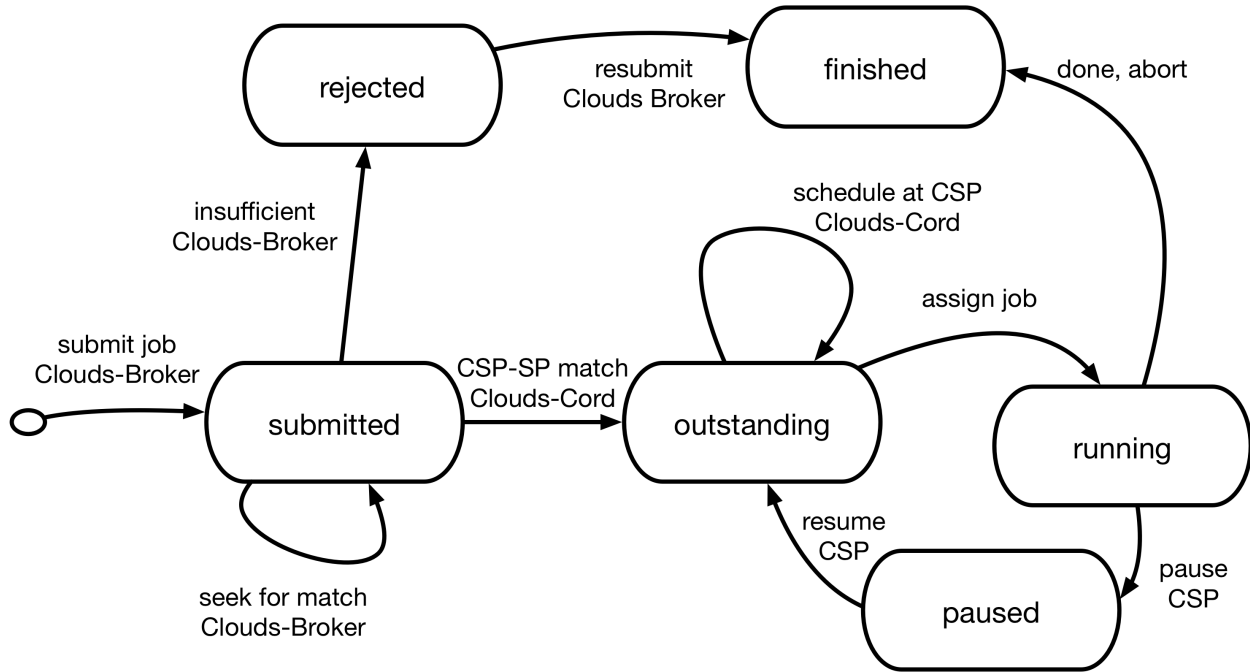 rejected
resubmit
Clouds Broker
finished
done, abort
insufficient
Clouds-Broker
schedule at CSP
Clouds-Cord
assign job
submit job
Clouds-Broker
submitted
CSP-SP match
Clouds-Cord
outstanding
running
seek for match
Clouds-Broker
resume
CSP
paused
pause
CSP